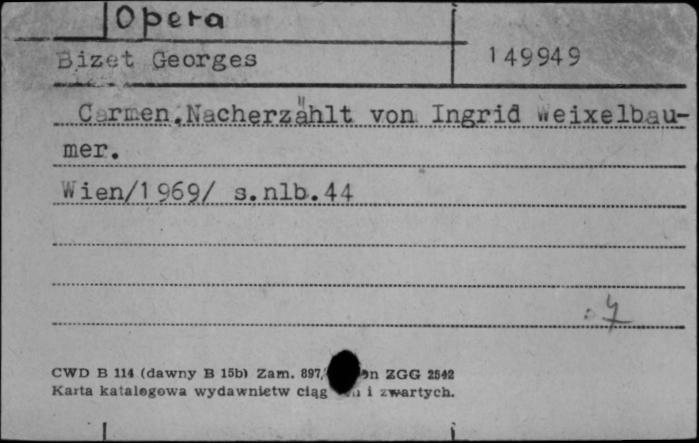 Opera
Bizet Georges
149949
Carmen.Nacherzählt von Ingrid Weixelbau-
mer.
Wien/1969/ s.nlb.44
CWD B 114 (dawny B 15b) Zam. 897/ ZGG 2542
Karta katalogowa wydawnictw ciąg i zwartych.